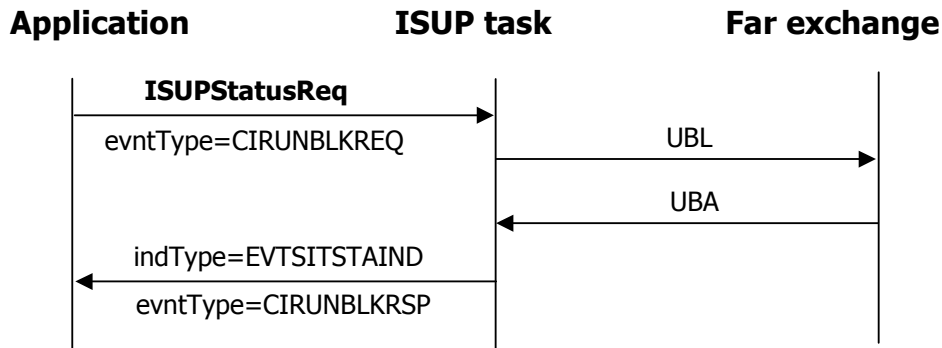 Application ISUP task Far exchange
ISUPStatusReq
evntType=CIRUNBLKREQ
UBL
UBA
indType=EVTSITSTAIND
evntType=CIRUNBLKRSP